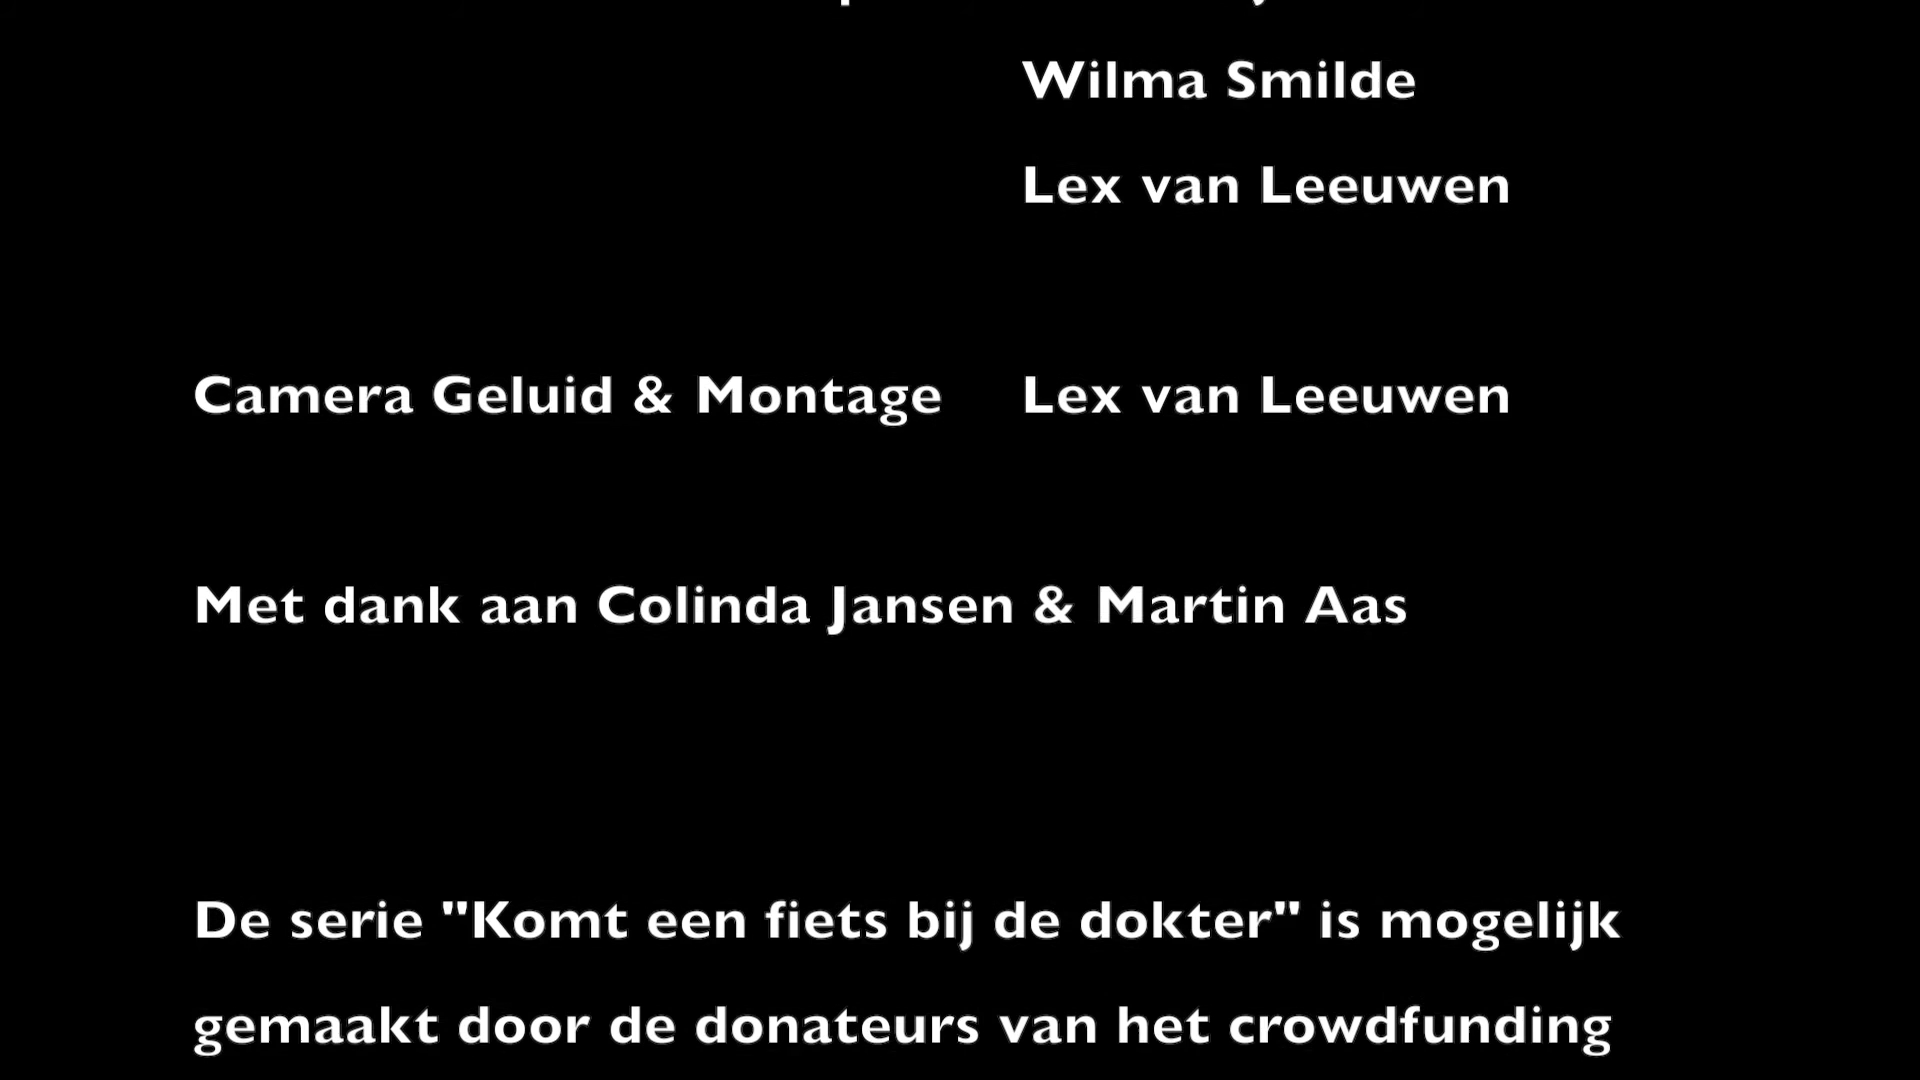 Wilma Smilde
Lex van Leeuwen
Camera Geluid & Montage Lex van Leeuwen
Met dank aan Colinda Jansen & Martin Aas
De serie "Komt een fiets bij de dokter" is mogelijk
gemaakt door de donateurs van het crowdfunding